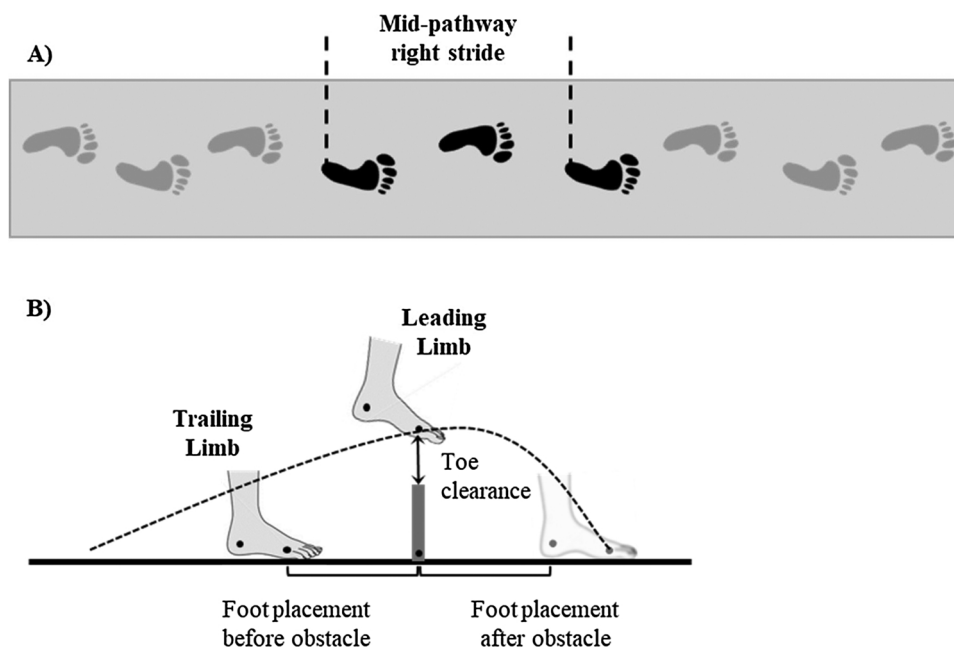 A)
Mid-pathway
right stride
B)
Leading
Limb
Trailing
Limb
Toe
clearance
Foot placement
before obstacle
Foot placement
after obstacle